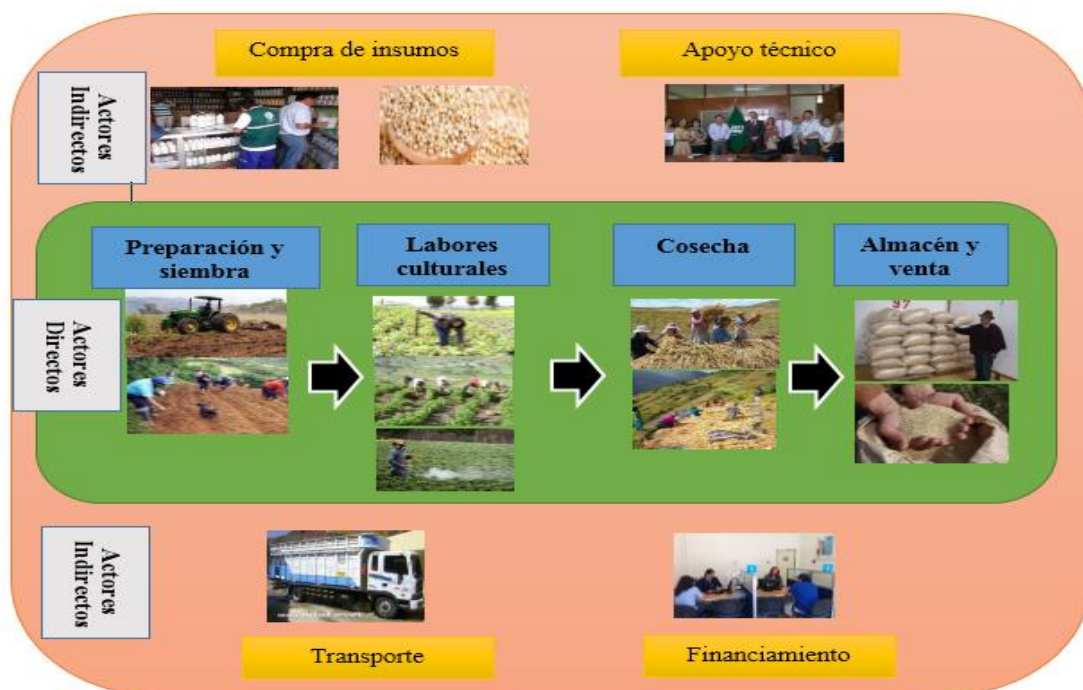 Compra de insumos
Apoyo técnico
Actores
Indirectos
Preparación y
siembra
Labores
culturales
Cosecha
Almacén y
venta
Actores
Directos
97
Actores
Indirectos
Transporte
Financiamiento